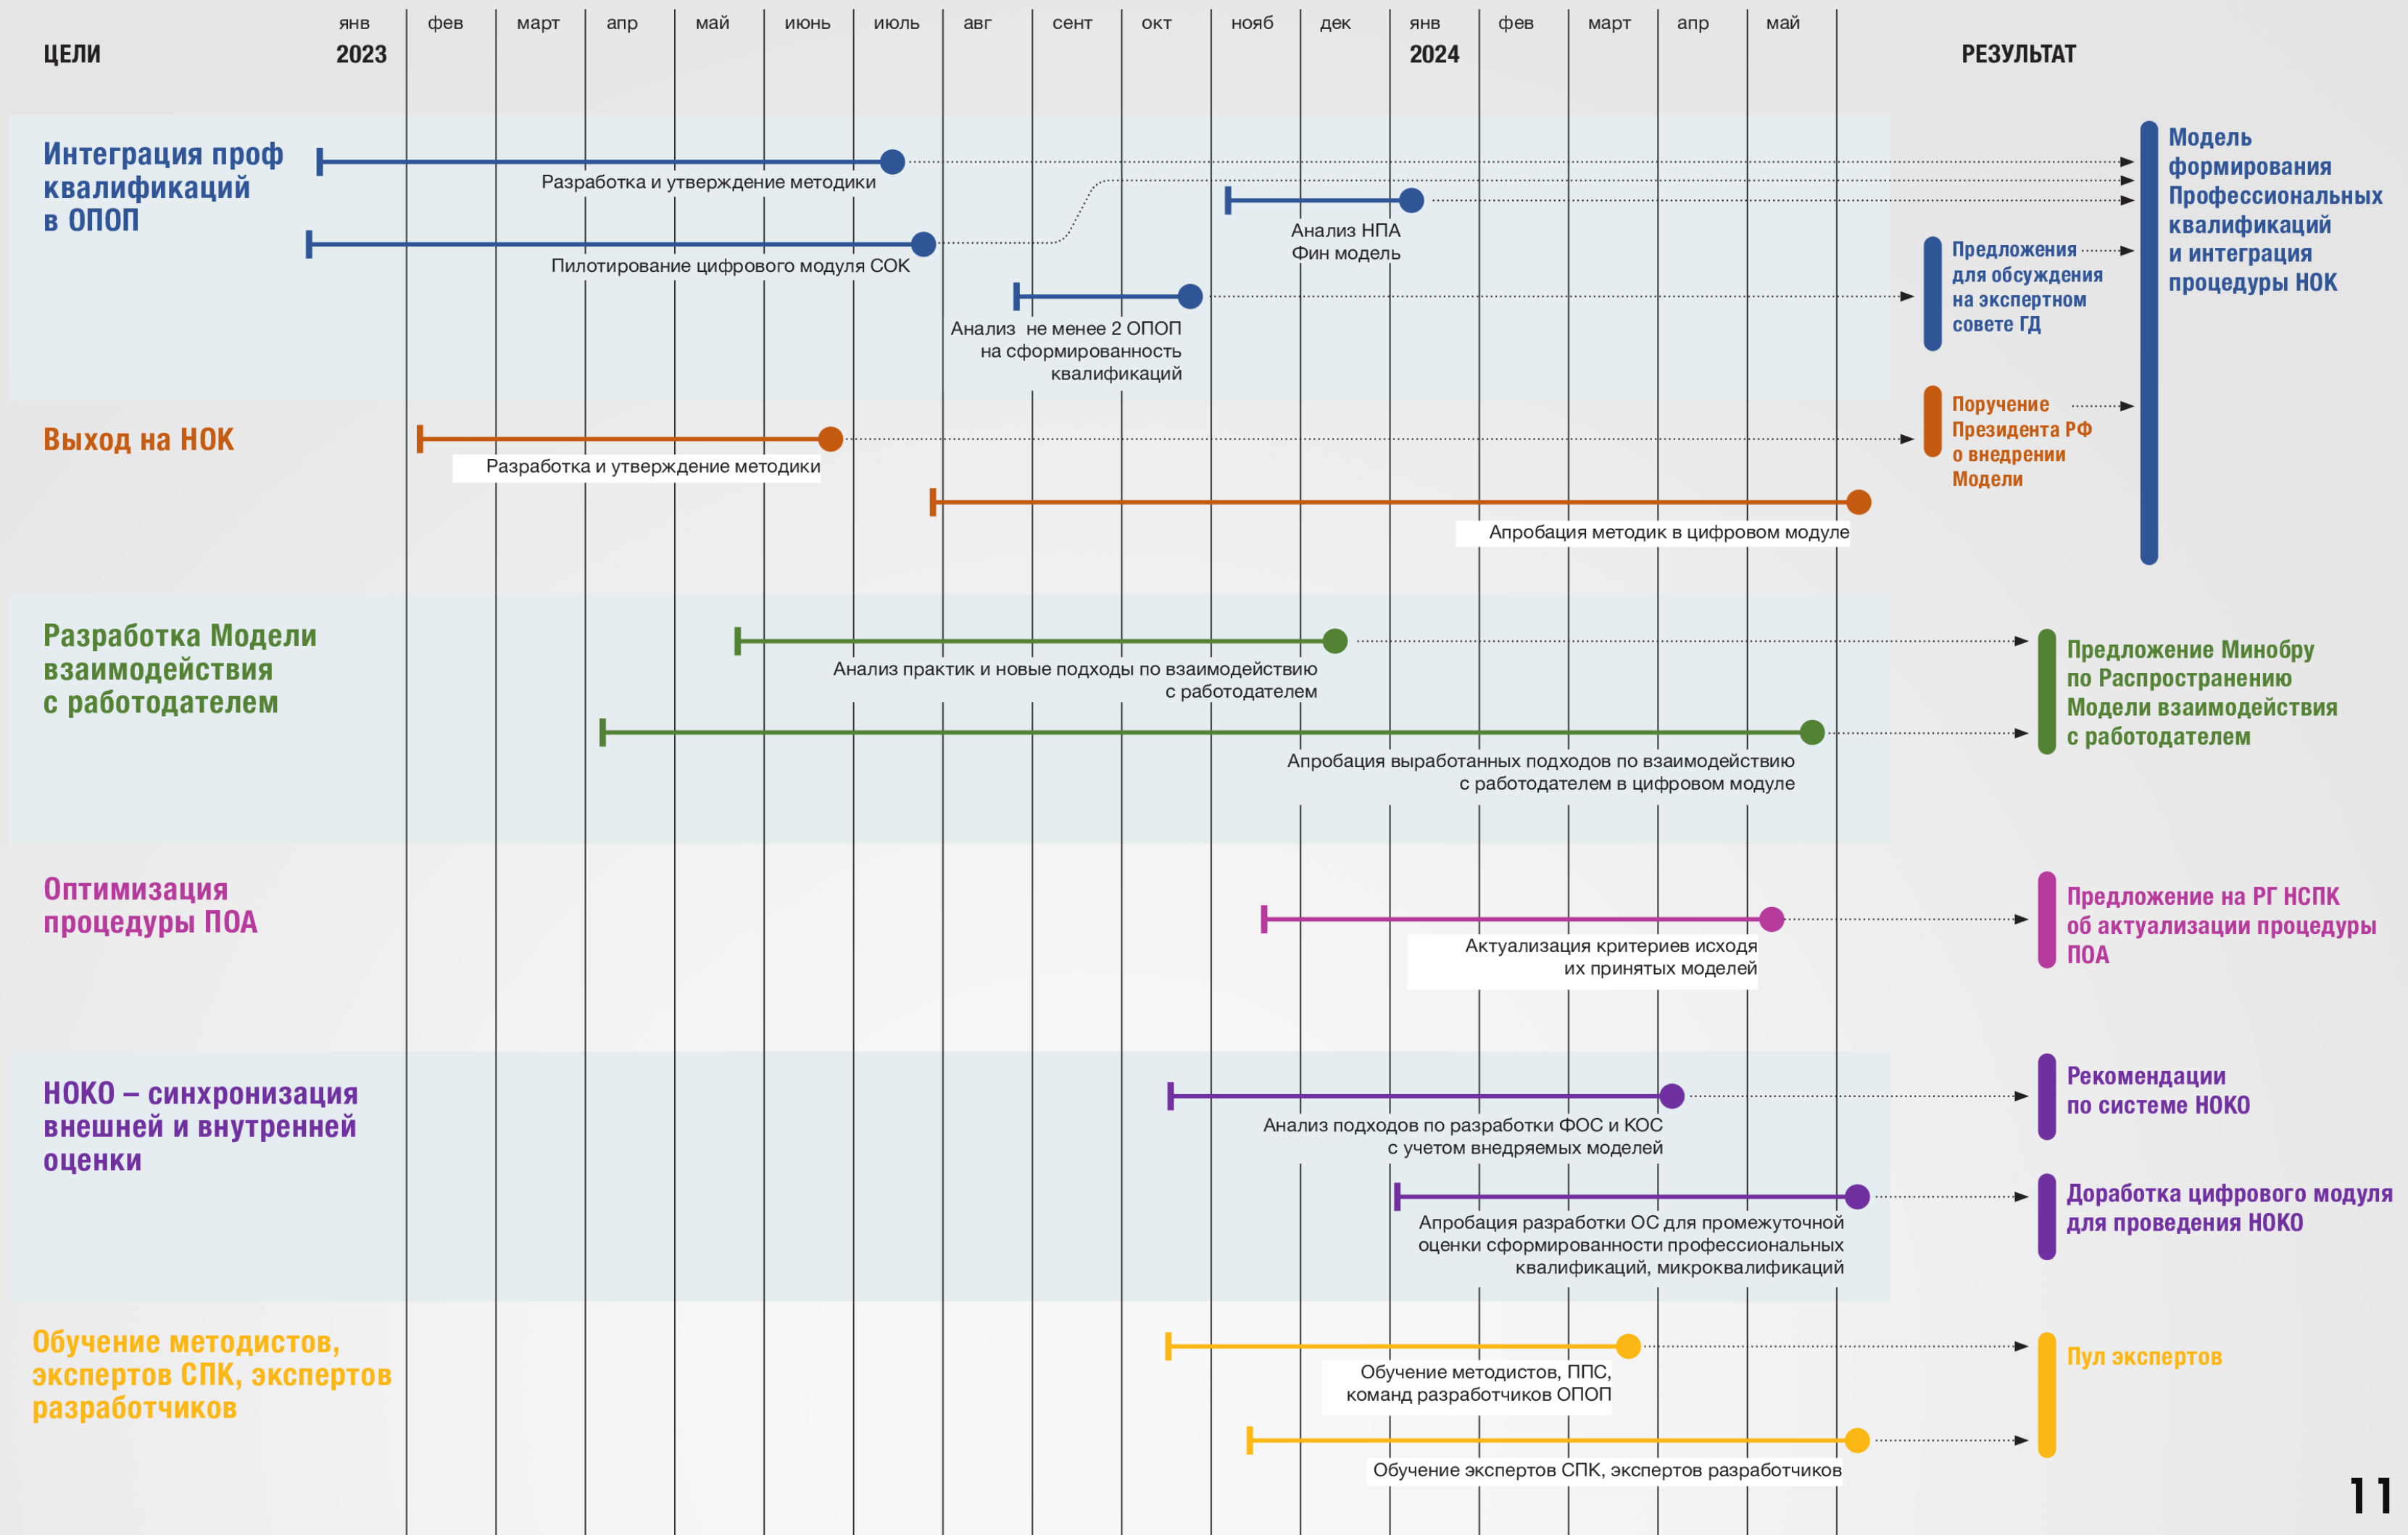 янв фев март апр май июнь июль авг сент окт нояб дек янв фев март апр май
ЦЕЛИ 2023 2024 РЕЗУЛЬТАТ
Интеграция проф
квалификаций
в ОПОП
Разработка и утверждение методики
Пилотирование цифрового модуля СОК
Анализ НПА
Фин модель
Анализ не менее 2 ОПОП
на сформированность
квалификаций
Предложения
для обсуждения
на экспертном
совете ГД
Модель
формирования
Профессиональных
квалификаций
и интеграция
процедуры НОК
Выход на НОК
Разработка и утверждение методики
Апробация методик в цифровом модуле
Поручение
Президента РФ
о внедрении
Модели
Разработка Модели
взаимодействия
с работодателем
Анализ практик и новые подходы по взаимодействию
с работодателем
Апробация выработанных подходов по взаимодействию
с работодателем в цифровом модуле
Предложение Минобру
по Распространению
Модели взаимодействия
с работодателем
Оптимизация
процедуры ПОА
Актуализация критериев исходя
их принятых моделей
Предложение на РГ НСПК
об актуализации процедуры
ПОА
НОКО – синхронизация
внешней и внутренней
оценки
Анализ подходов по разработки ФОС и КОС
с учетом внедряемых моделей
Рекомендации
по системе НОКО
Апробация разработки ОС для промежуточной
оценки сформированности профессиональных
квалификаций, микроквалификаций
Доработка цифрового модуля
для проведения НОКО
Обучение методистов,
экспертов СПК, экспертов
разработчиков
Обучение методистов, ППС,
команд разработчиков ОПОП
Обучение экспертов СПК, экспертов разработчиков
Пул экспертов
11